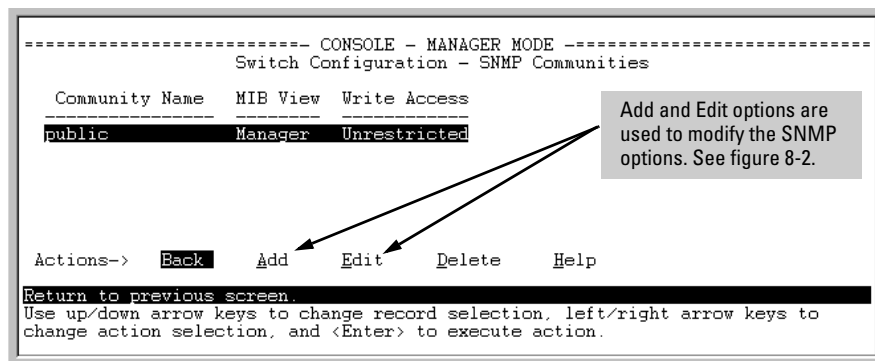 ===========================- CONSOLE - MANAGER MODE -============================
Switch Configuration - SNMP Communities
Community Name MIB View Write Access
---------------- -------- ------------
public Manager Unrestricted
Add and Edit options are
used to modify the SNMP
options. See figure 8-2.
Actions-> Back Add Edit Delete Help
Return to previous screen.
Use up/down arrow keys to change record selection, left/right arrow keys to
change action selection, and <Enter> to execute action.